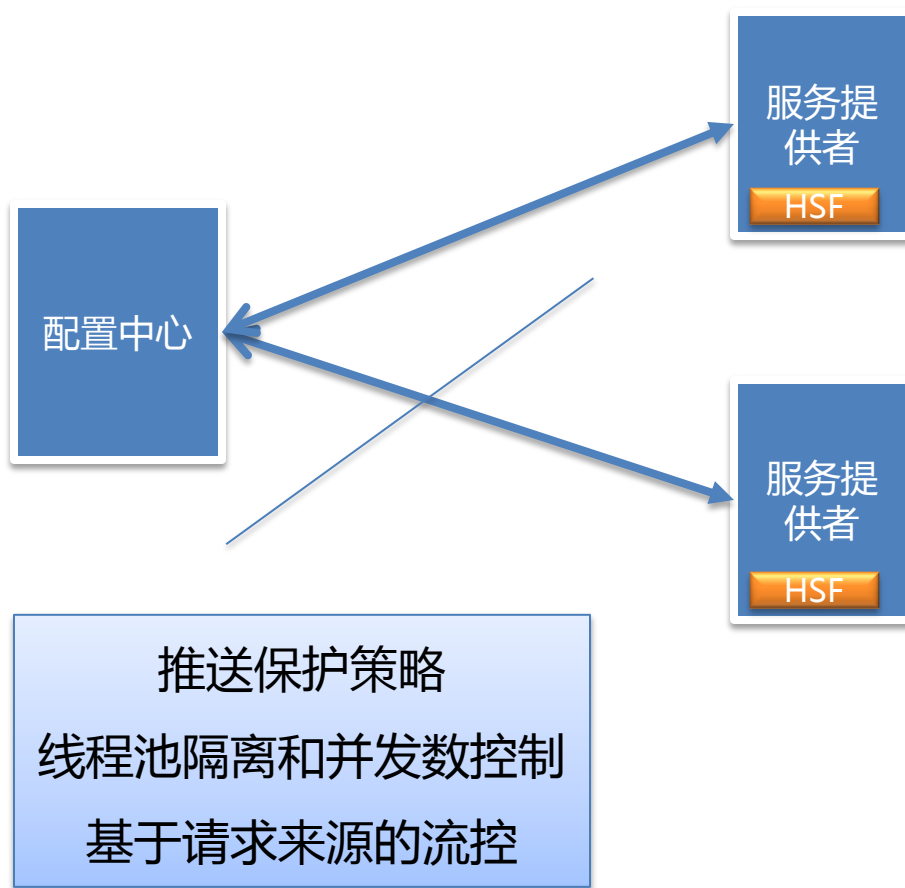 服务提
供者
HSF
配置中心
服务提
供者
HSF
推送保护策略
线程池隔离和并发数控制
基于请求来源的流控